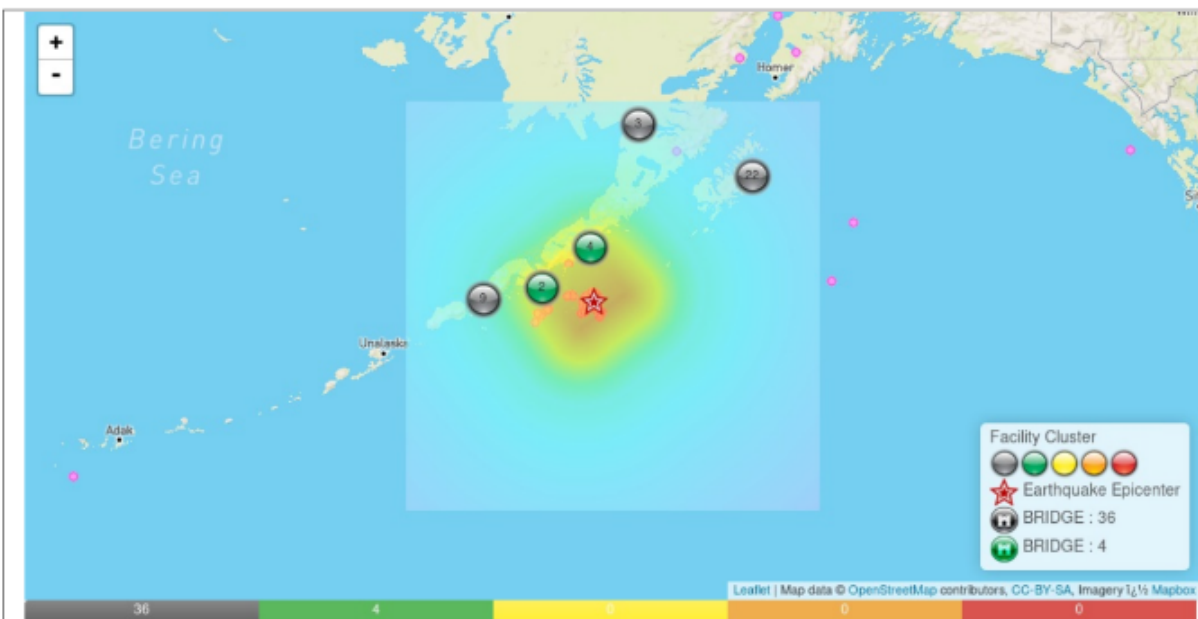 +
-
Homer
Bering
Sea
3
22
4
2
9
Unalaska
Adak
Facility Cluster
Earthquake Epicenter
BRIDGE : 36
BRIDGE : 4
Leaflet | Map data © OpenStreetMap contributors, CC-BY-SA, Imagery ï¿½ Mapbox
36 4 0 0 0